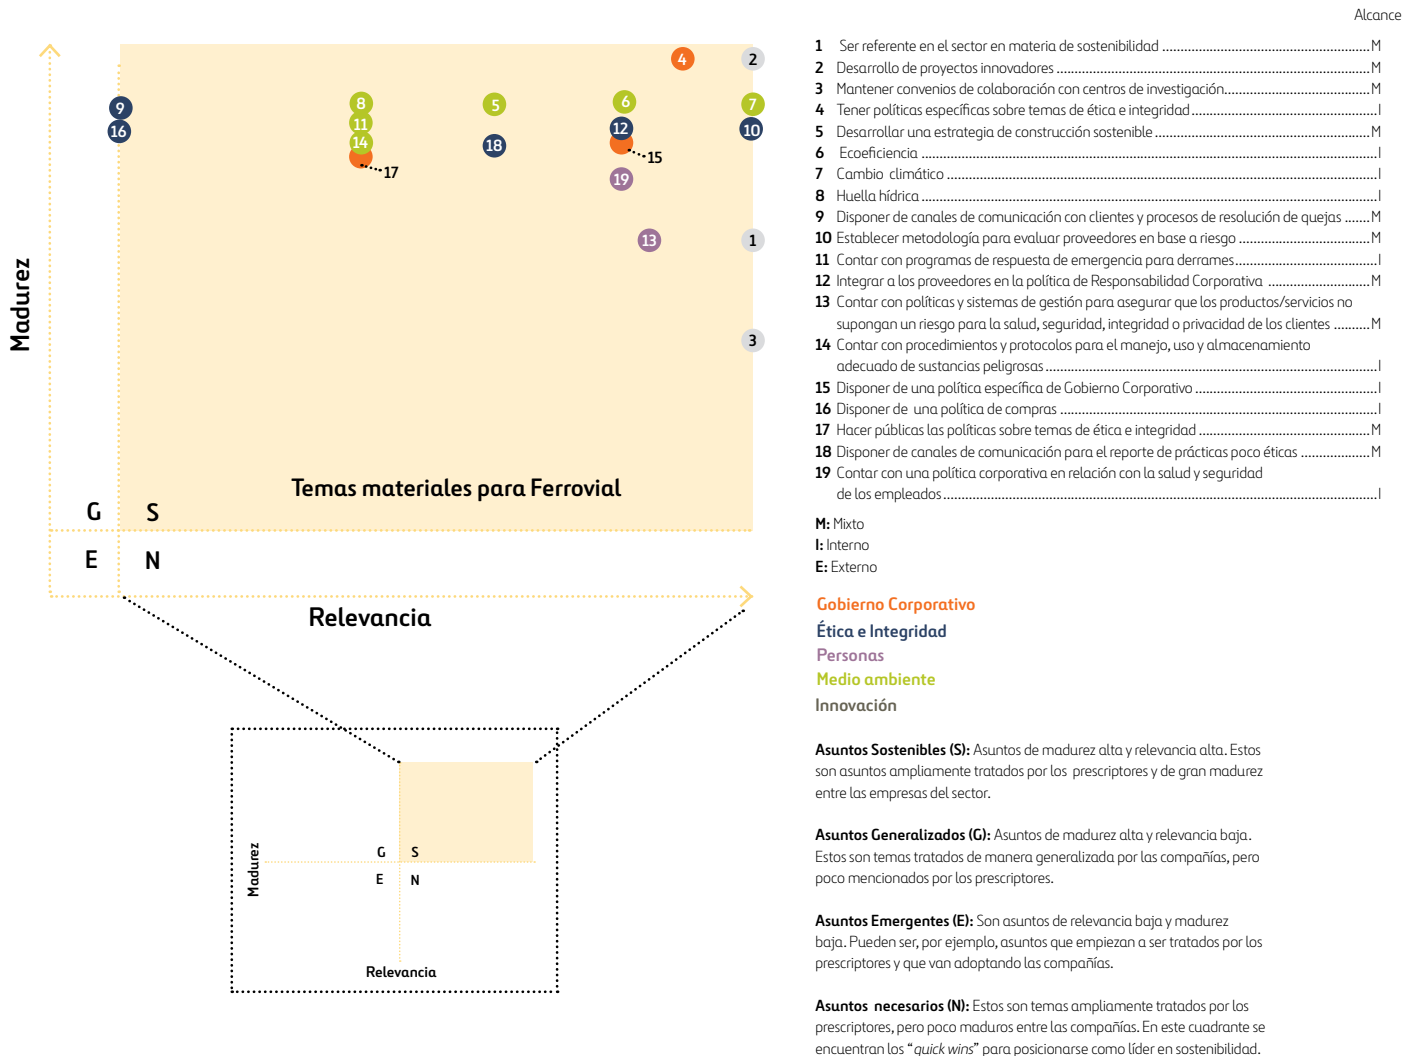 Alcance
4
2
9
16
8
11
14
17
5
18
6
12
15
19
13
7
10
1
3
Madurez
Temas materiales para Ferrovial
G S
E N
Relevancia
G S
E N
Madurez
Relevancia
1 Ser referente en el sector en materia de sostenibilidad ........ M
2 Desarrollo de proyectos innovadores ........ M
3 Mantener convenios de colaboración con centros de investigación........ M
4 Tener políticas específicas sobre temas de ética e integridad ........ I
5 Desarrollar una estrategia de construcción sostenible ........ M
6 Ecoeficiencia ........ I
7 Cambio climático ........ I
8 Huella hídrica ........ I
9 Disponer de canales de comunicación con clientes y procesos de resolución de quejas ....... M
10 Establecer metodología para evaluar proveedores en base a riesgo ........ M
11 Contar con programas de respuesta de emergencia para derrames........ I
12 Integrar a los proveedores en la política de Responsabilidad Corporativa ........ M
13 Contar con políticas y sistemas de gestión para asegurar que los productos/servicios no
supongan un riesgo para la salud, seguridad, integridad o privacidad de los clientes .......... M
14 Contar con procedimientos y protocolos para el manejo, uso y almacenamiento
adecuado de sustancias peligrosas ........ I
15 Disponer de una política específica de Gobierno Corporativo ........ I
16 Disponer de una política de compras ........ I
17 Hacer públicas las políticas sobre temas de ética e integridad ........ M
18 Disponer de canales de comunicación para el reporte de prácticas poco éticas ........ M
19 Contar con una política corporativa en relación con la salud y seguridad
de los empleados ........ I
M: Mixto
I: Interno
E: Externo
Gobierno Corporativo
Ética e Integridad
Personas
Medio ambiente
Innovación
Asuntos Sostenibles (S): Asuntos de madurez alta y relevancia alta. Estos
son asuntos ampliamente tratados por los prescriptores y de gran madurez
entre las empresas del sector.
Asuntos Generalizados (G): Asuntos de madurez alta y relevancia baja.
Estos son temas tratados de manera generalizada por las compañías, pero
poco mencionados por los prescriptores.
Asuntos Emergentes (E): Son asuntos de relevancia baja y madurez
baja. Pueden ser, por ejemplo, asuntos que empiezan a ser tratados por los
prescriptores y que van adoptando las compañías.
Asuntos necesarios (N): Estos son temas ampliamente tratados por los
prescriptores, pero poco maduros entre las compañías. En este cuadrante se
encuentran los “quick wins” para posicionarse como líder en sostenibilidad.